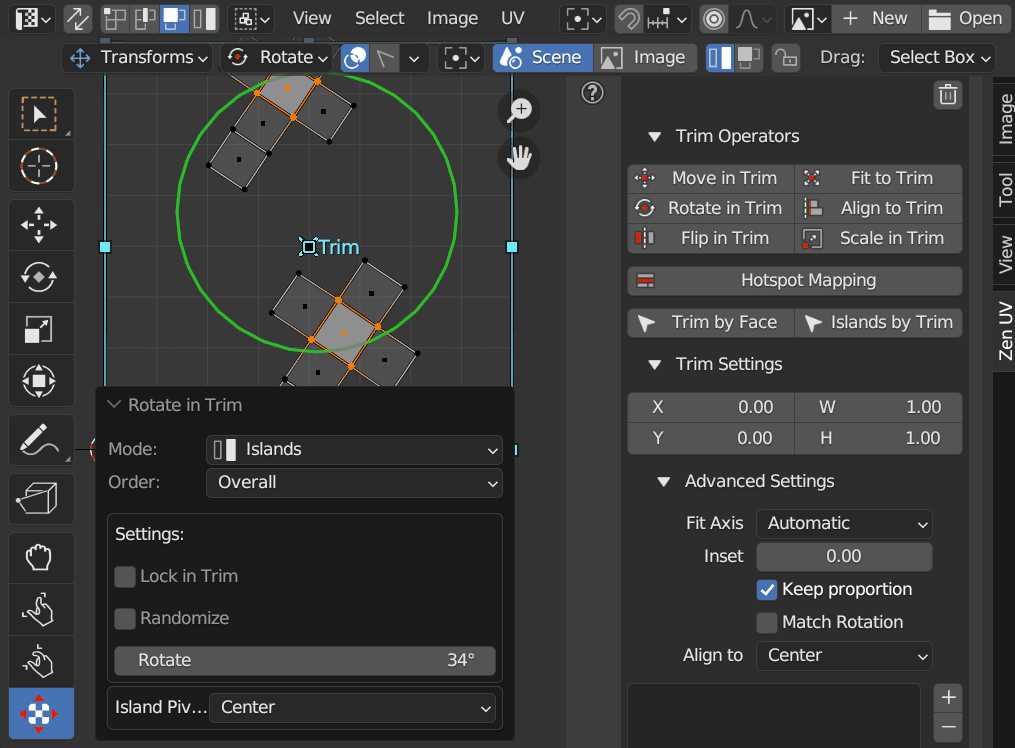 View Select Image UV New Open
Transforms Rotate Scene Image Drag: Select Box
Trim
Trim Operators
Move in Trim Fit to Trim
Rotate in Trim Align to Trim
Flip in Trim Scale in Trim
Hotspot Mapping
Trim by Face Islands by Trim
Trim Settings
X 0.00 W 1.00
Y 0.00 H 1.00
Advanced Settings
Fit Axis Automatic
Inset 0.00
Keep proportion
Match Rotation
Align to Center
Image
Tool
View
Zen UV
Rotate in Trim
Mode: Islands
Order: Overall
Settings:
Lock in Trim
Randomize
Rotate 34°
Island Piv... Center